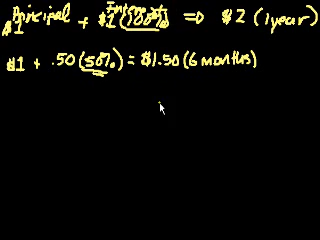 Principal Interest
$1 + $1 (100%) => $2 (1 year)
$1 + .50 (50%) = $1.50 (6 months)